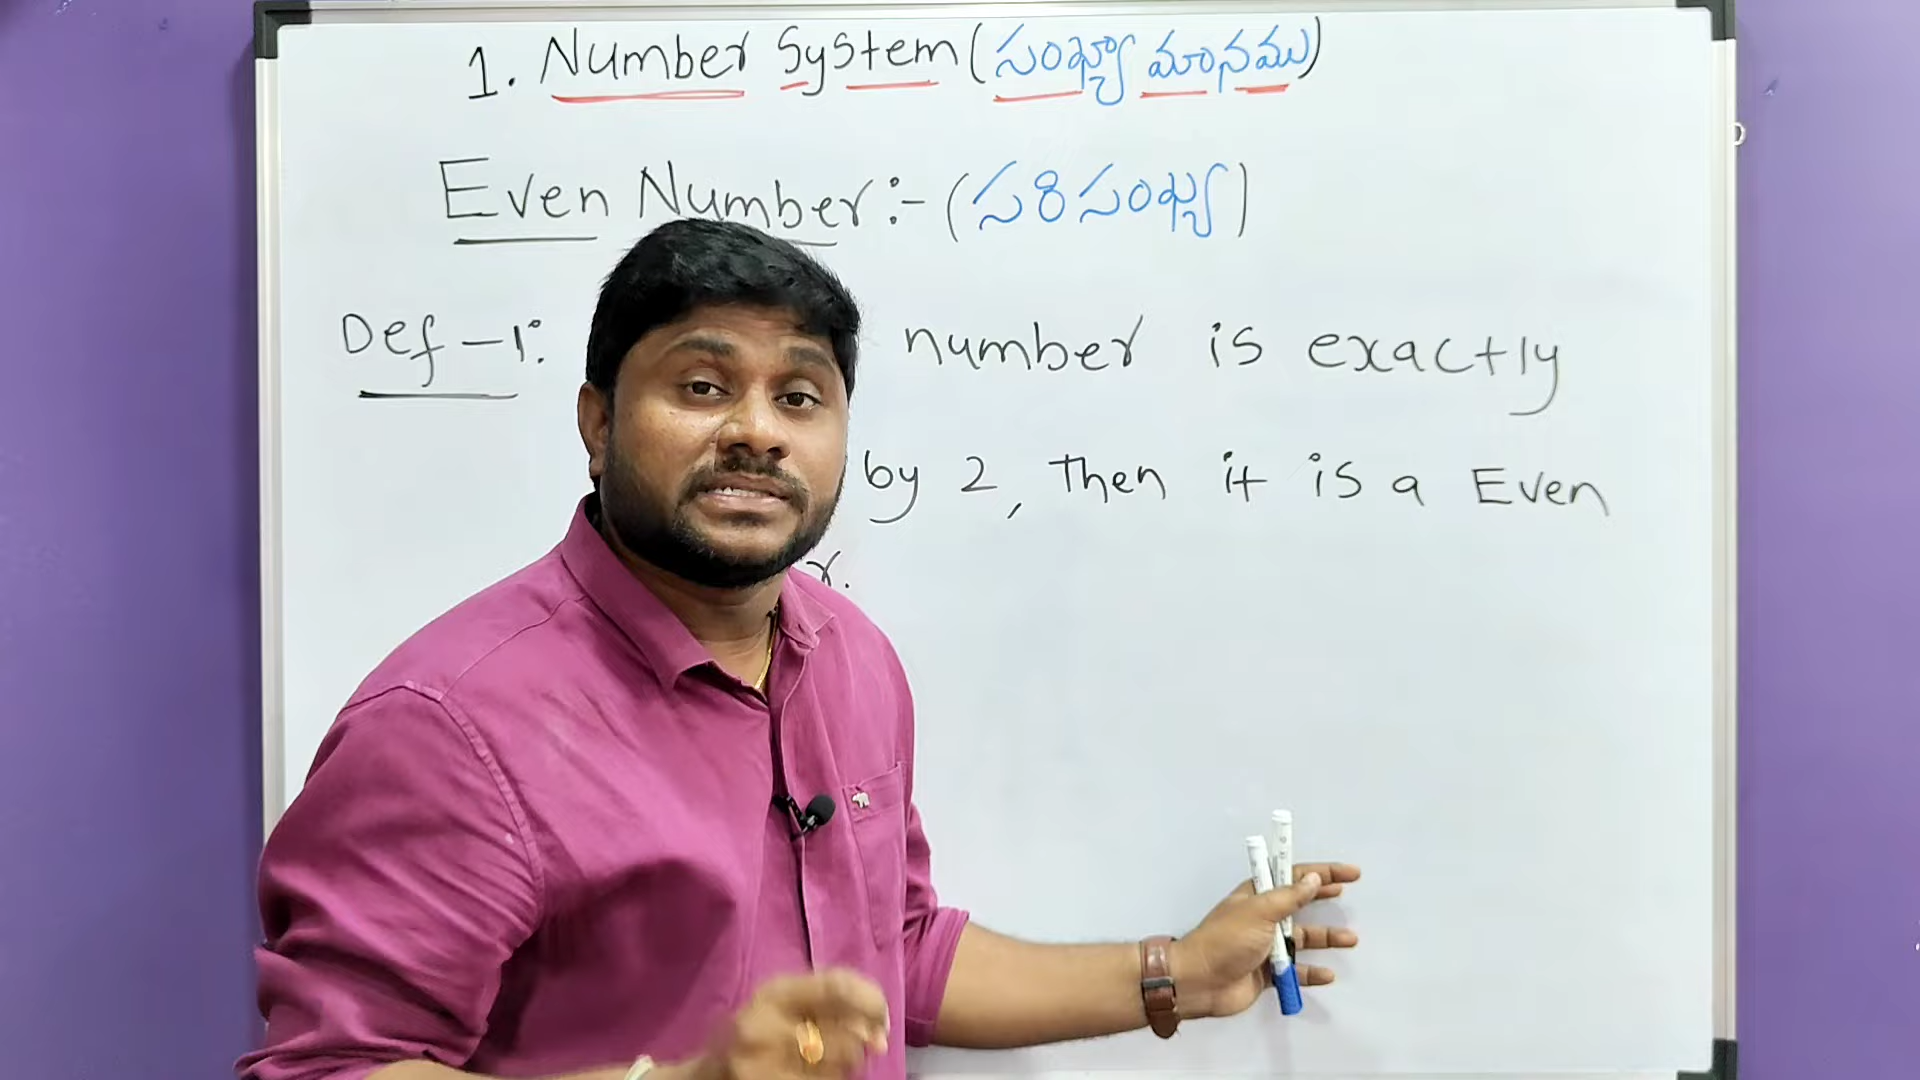 1. Number System (సంఖ్యా మానము)
Even Number :- (సరి సంఖ్య)
Def-1: number is exactly
by 2, then it is a Even
r.